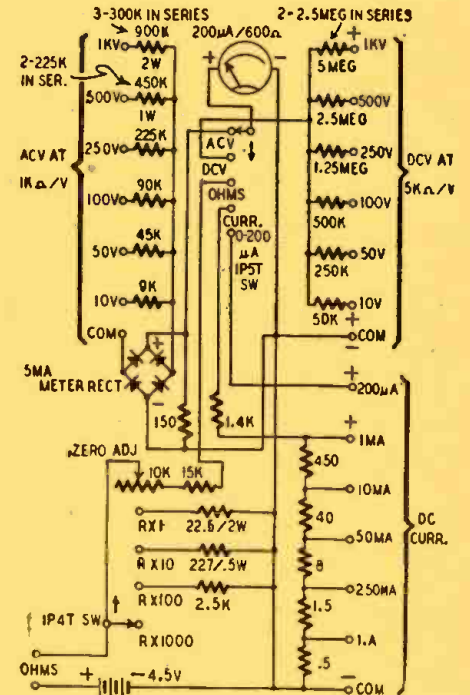 3-300K IN SERIES
2-2.5MEG IN SERIES
200μA/600Ω
1KV
900K
2W
2-225K
IN SER.
500V
450K
1W
250V
225K
100V
90K
50V
45K
10V
9K
COM
ACV AT
1KΩ/V
5MA
METER RECT
+
-
+
-
ACV
DCV
OHMS
CURR.
0-200
μA
1P5T
SW
+
1KV
5MEG
500V
2.5MEG
250V
1.25MEG
100V
500K
50V
250K
10V
50K
+
COM
-
DCV AT
5KΩ/V
+
200μA
+
1MA
450
10MA
40
50MA
8
250MA
1.5
1.A
.5
-
COM
DC
CURR.
150
1.4K
ZERO ADJ
10K
15K
RX1
22.6/2W
RX10
227/.5W
RX100
2.5K
1P4T SW
RX1000
OHMS
+
4.5V